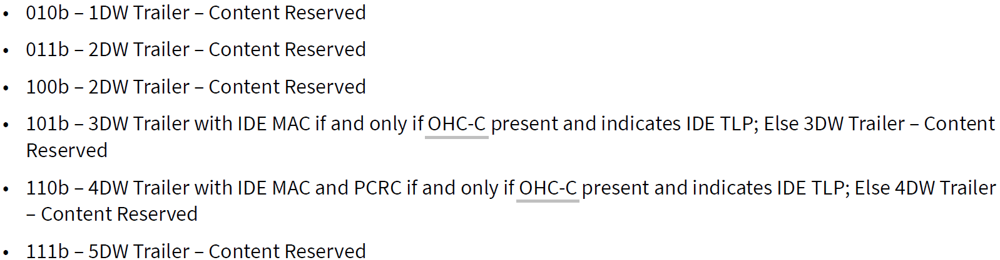 • 010b – 1DW Trailer – Content Reserved
• 011b – 2DW Trailer – Content Reserved
• 100b – 2DW Trailer – Content Reserved
• 101b – 3DW Trailer with IDE MAC if and only if OHC-C present and indicates IDE TLP; Else 3DW Trailer – Content
Reserved
• 110b – 4DW Trailer with IDE MAC and PCRC if and only if OHC-C present and indicates IDE TLP; Else 4DW Trailer
– Content Reserved
• 111b – 5DW Trailer – Content Reserved